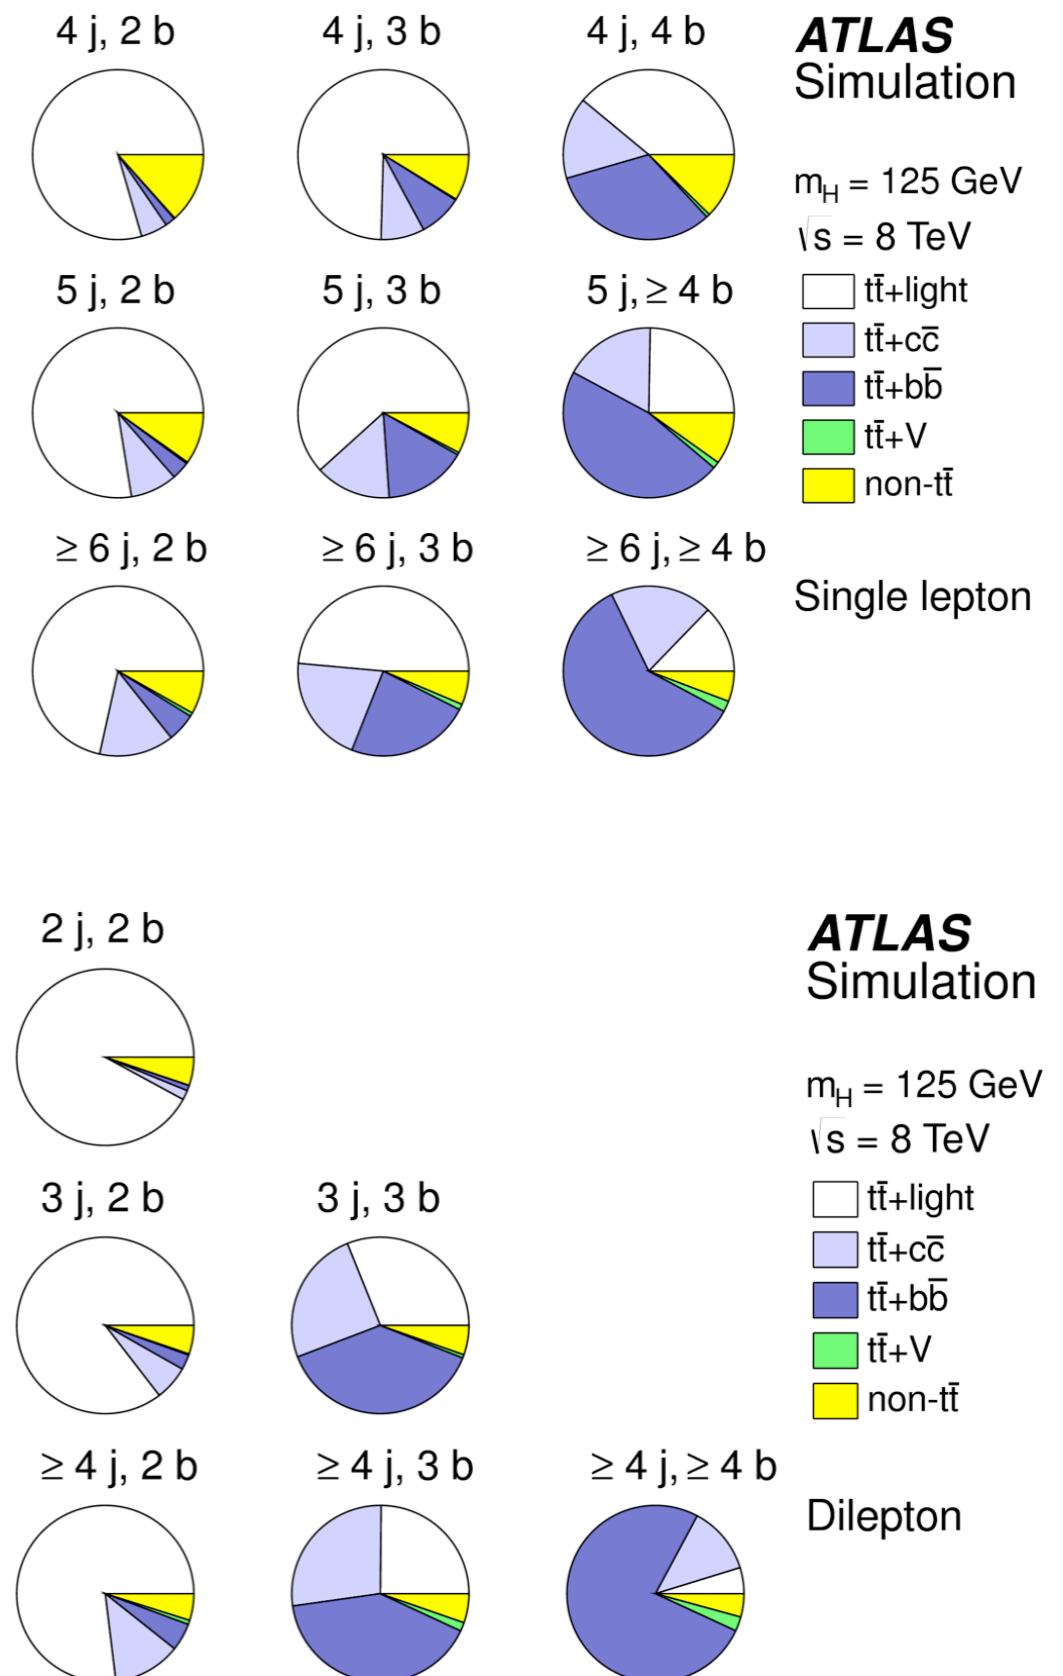 4 j, 2 b
4 j, 3 b
4 j, 4 b
ATLAS
Simulation
m_H = 125 GeV
√s = 8 TeV
5 j, 2 b
5 j, 3 b
5 j, ≥ 4 b
tt̄+light
tt̄+cc̄
tt̄+bb̄
tt̄+V
non-tt̄
≥ 6 j, 2 b
≥ 6 j, 3 b
≥ 6 j, ≥ 4 b
Single lepton
2 j, 2 b
ATLAS
Simulation
m_H = 125 GeV
√s = 8 TeV
3 j, 2 b
3 j, 3 b
tt̄+light
tt̄+cc̄
tt̄+bb̄
tt̄+V
non-tt̄
≥ 4 j, 2 b
≥ 4 j, 3 b
≥ 4 j, ≥ 4 b
Dilepton